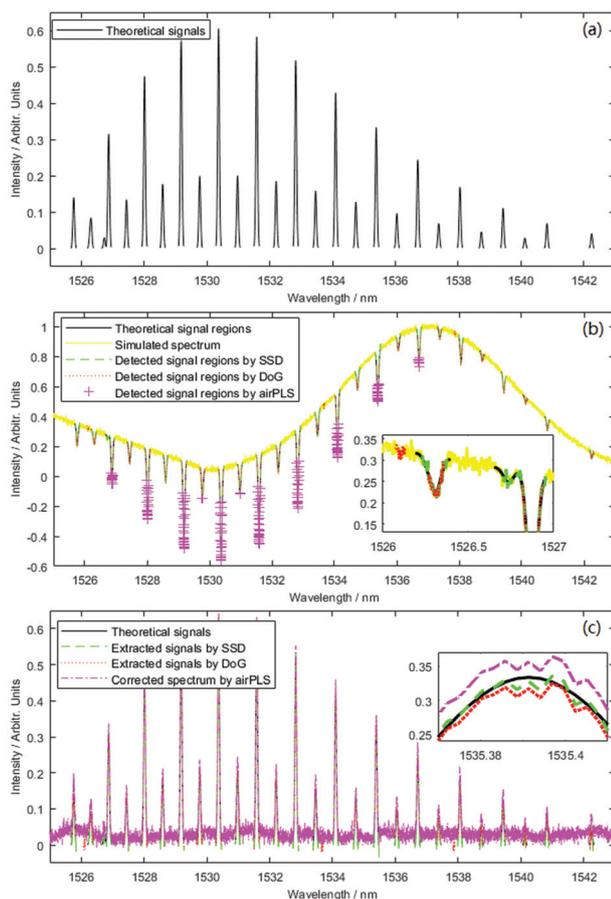 (a)
Theoretical signals
Intensity / Arbitr. Units
0.6
0.5
0.4
0.3
0.2
0.1
0
1526 1528 1530 1532 1534 1536 1538 1540 1542
Wavelength / nm
(b)
Theoretical signal regions
Simulated spectrum
Detected signal regions by SSD
Detected signal regions by DoG
Detected signal regions by airPLS
Intensity / Arbitr. Units
1
0.8
0.6
0.4
0.2
0
-0.2
-0.4
-0.6
0.35
0.3
0.25
0.2
0.15
1526 1526.5 1527
1526 1528 1530 1532 1534 1536 1538 1540 1542
Wavelength / nm
(c)
Theoretical signals
Extracted signals by SSD
Extracted signals by DoG
Corrected spectrum by airPLS
Intensity / Arbitr. Units
0.6
0.5
0.4
0.3
0.2
0.1
0
0.35
0.3
0.25
1535.38 1535.4
1526 1528 1530 1532 1534 1536 1538 1540 1542
Wavelength / nm